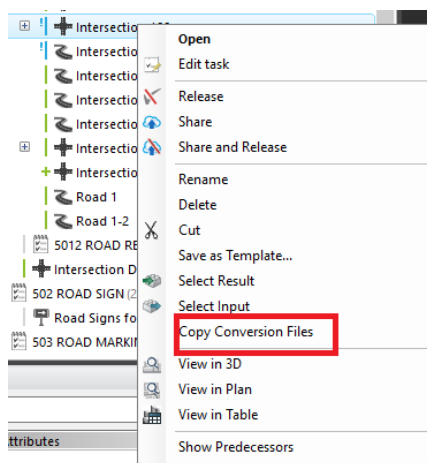 Intersectio
Intersectio
Intersectio
Intersectio
Intersectio
Intersectio
Intersectio
Road 1
Road 1-2
5012 ROAD RE
Intersection D
502 ROAD SIGN (2
Road Signs fo
503 ROAD MARKI
ttributes
Open
Edit task
Release
Share
Share and Release
Rename
Delete
Cut
Save as Template...
Select Result
Select Input
Copy Conversion Files
View in 3D
View in Plan
View in Table
Show Predecessors